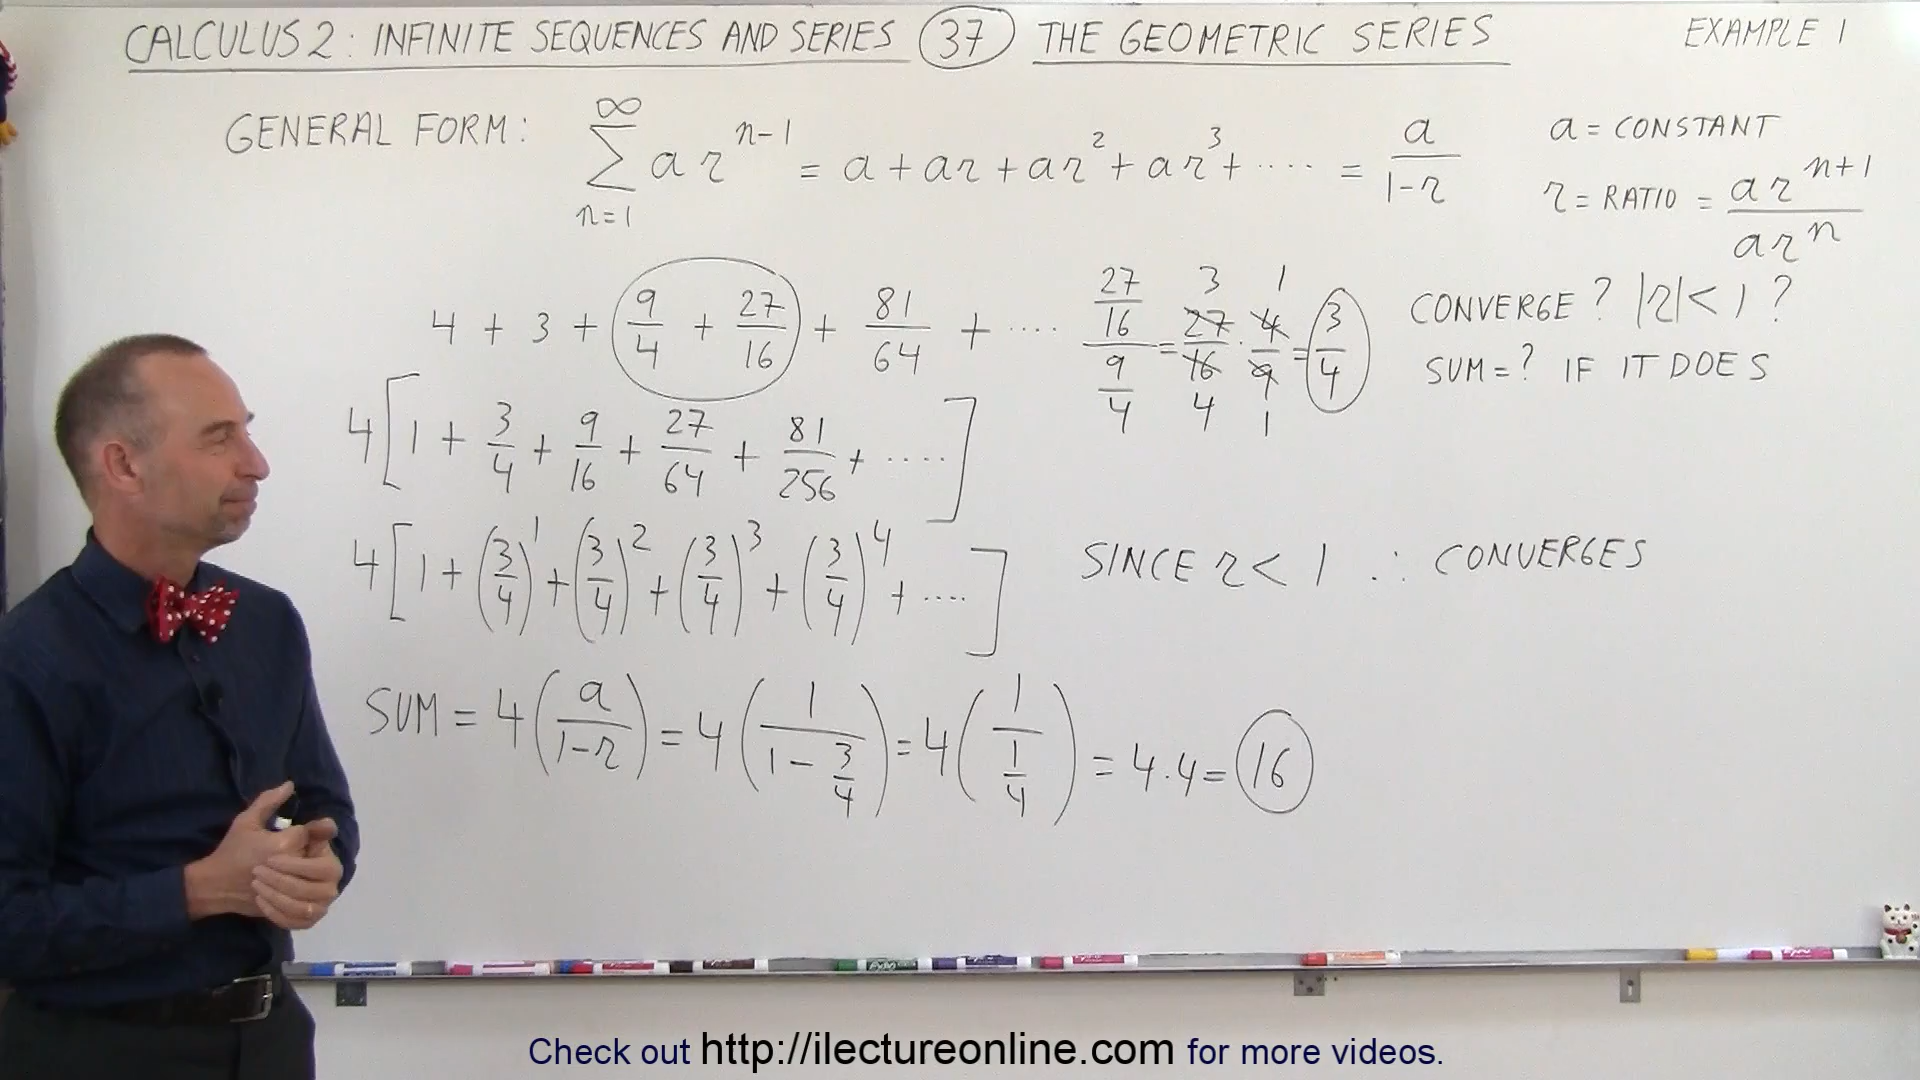 CALCULUS 2: INFINITE SEQUENCES AND SERIES 37 THE GEOMETRIC SERIES EXAMPLE 1
GENERAL FORM: ∞ ∑ n=1 a r^(n-1) = a + ar + ar² + ar³ + ···· = a/(1-r)
a = CONSTANT
r = RATIO = ar^(n+1)/ar^n
4 + 3 + 9/4 + 27/16 + 81/64 + ···· (27/16)/(9/4) = 27/16 · 4/9 = 3/4 3 1 4 1
CONVERGE? |r| < 1?
SUM = ? IF IT DOES
4[1 + 3/4 + 9/16 + 27/64 + 81/256 + ····]
4[1 + (3/4)¹ + (3/4)² + (3/4)³ + (3/4)⁴ + ····] SINCE r < 1 ∴ CONVERGES
SUM = 4(a/(1-r)) = 4(1/(1-3/4)) = 4(1/(1/4)) = 4·4 = 16
Check out http://ilectureonline.com for more videos.